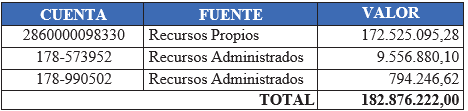 CUENTA FUENTE VALOR
2860000098330 Recursos Propios 172.525.095,28
178-573952 Recursos Administrados 9.556.880,10
178-990502 Recursos Administrados 794.246,62
TOTAL 182.876.222,00